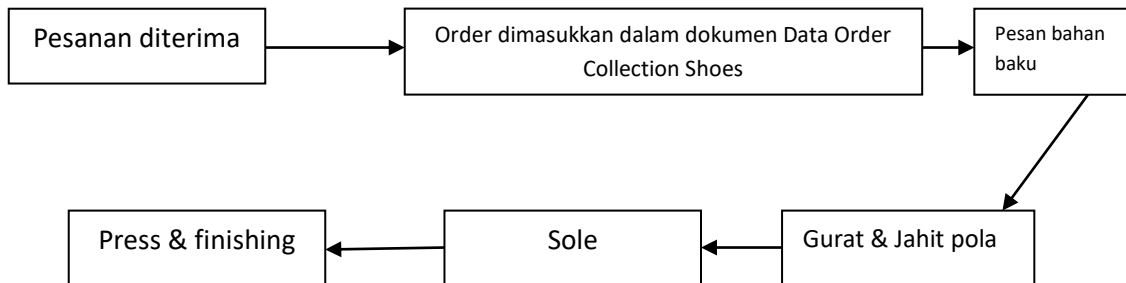 Pesanan diterima
Order dimasukkan dalam dokumen Data Order
Collection Shoes
Pesan bahan
baku
Gurat & Jahit pola
Sole
Press & finishing